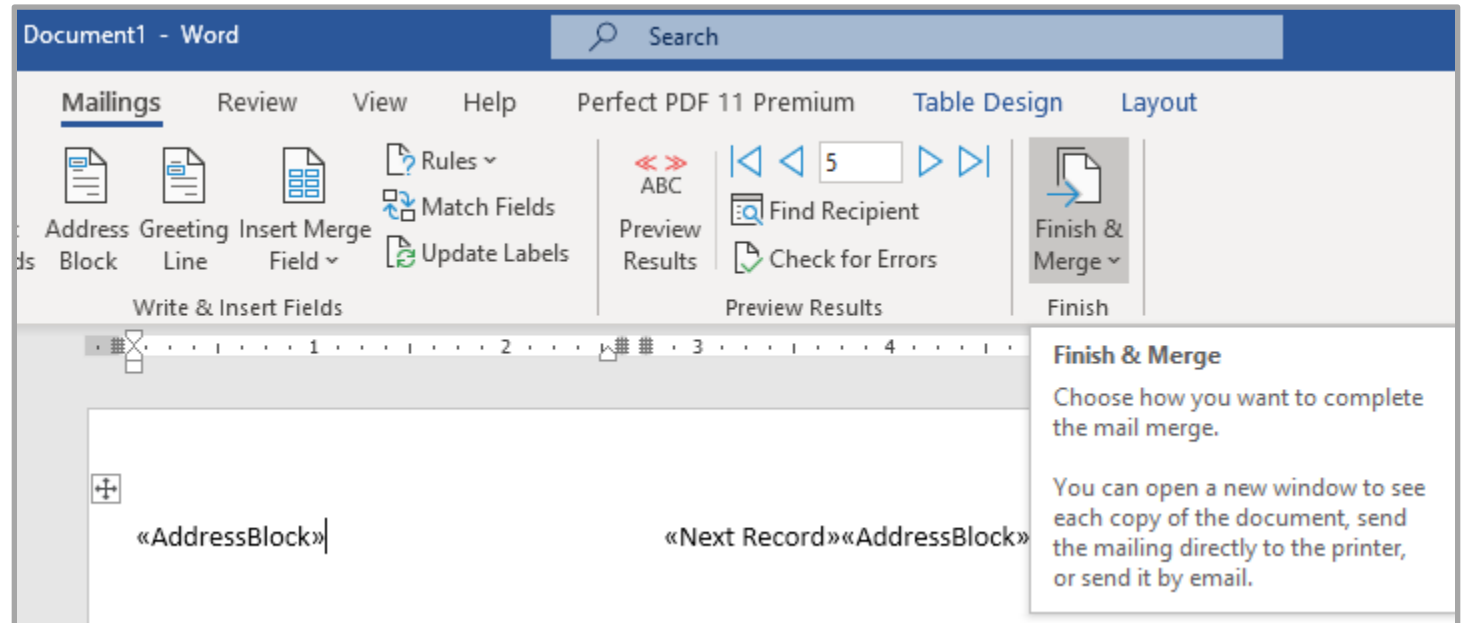 Document1 - Word
Search
Mailings Review View Help Perfect PDF 11 Premium Table Design Layout
Address Block
Greeting Line
Insert Merge Field
Rules
Match Fields
Update Labels
Write & Insert Fields
ABC
Preview Results
5
Find Recipient
Check for Errors
Preview Results
Finish & Merge
Finish
1 2 3 4
Finish & Merge
Choose how you want to complete
the mail merge.
You can open a new window to see
each copy of the document, send
the mailing directly to the printer,
or send it by email.
«AddressBlock» «Next Record»«AddressBlock»